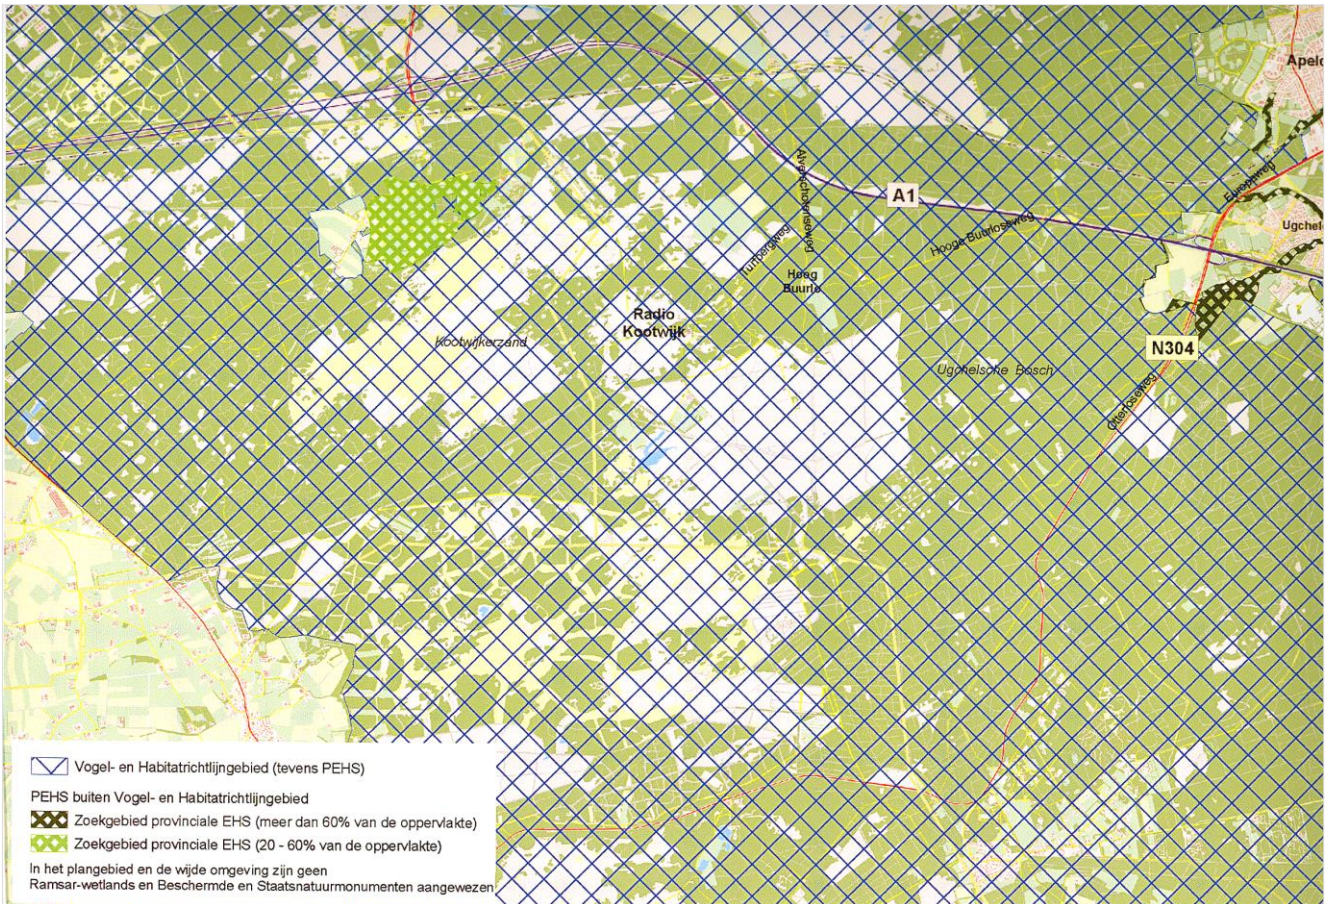 Apeld
A1
Alverschotenseweg
Europaweg
Hooge Buurloseweg
Ugchel
Turfbergweg
Hoog
Buurlo
Radio
Kootwijk
Kootwijkerzand
N304
Ugchelsche Bosch
Otterloseweg
Vogel- en Habitatrichtlijngebied (tevens PEHS)
PEHS buiten Vogel- en Habitatrichtlijngebied
Zoekgebied provinciale EHS (meer dan 60% van de oppervlakte)
Zoekgebied provinciale EHS (20 - 60% van de oppervlakte)
In het plangebied en de wijde omgeving zijn geen
Ramsar-wetlands en Beschermde en Staatsnatuurmonumenten aangewezen